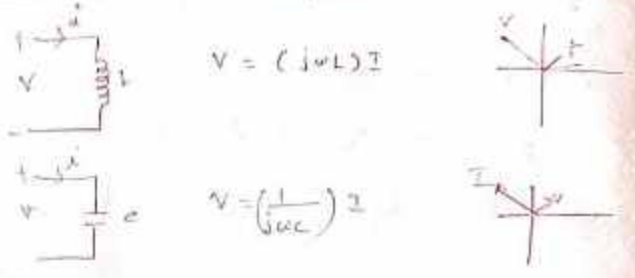 + i
V L
-
V = (jωL) I
V I
+ i
V C
V = (1/jωC) I
I V